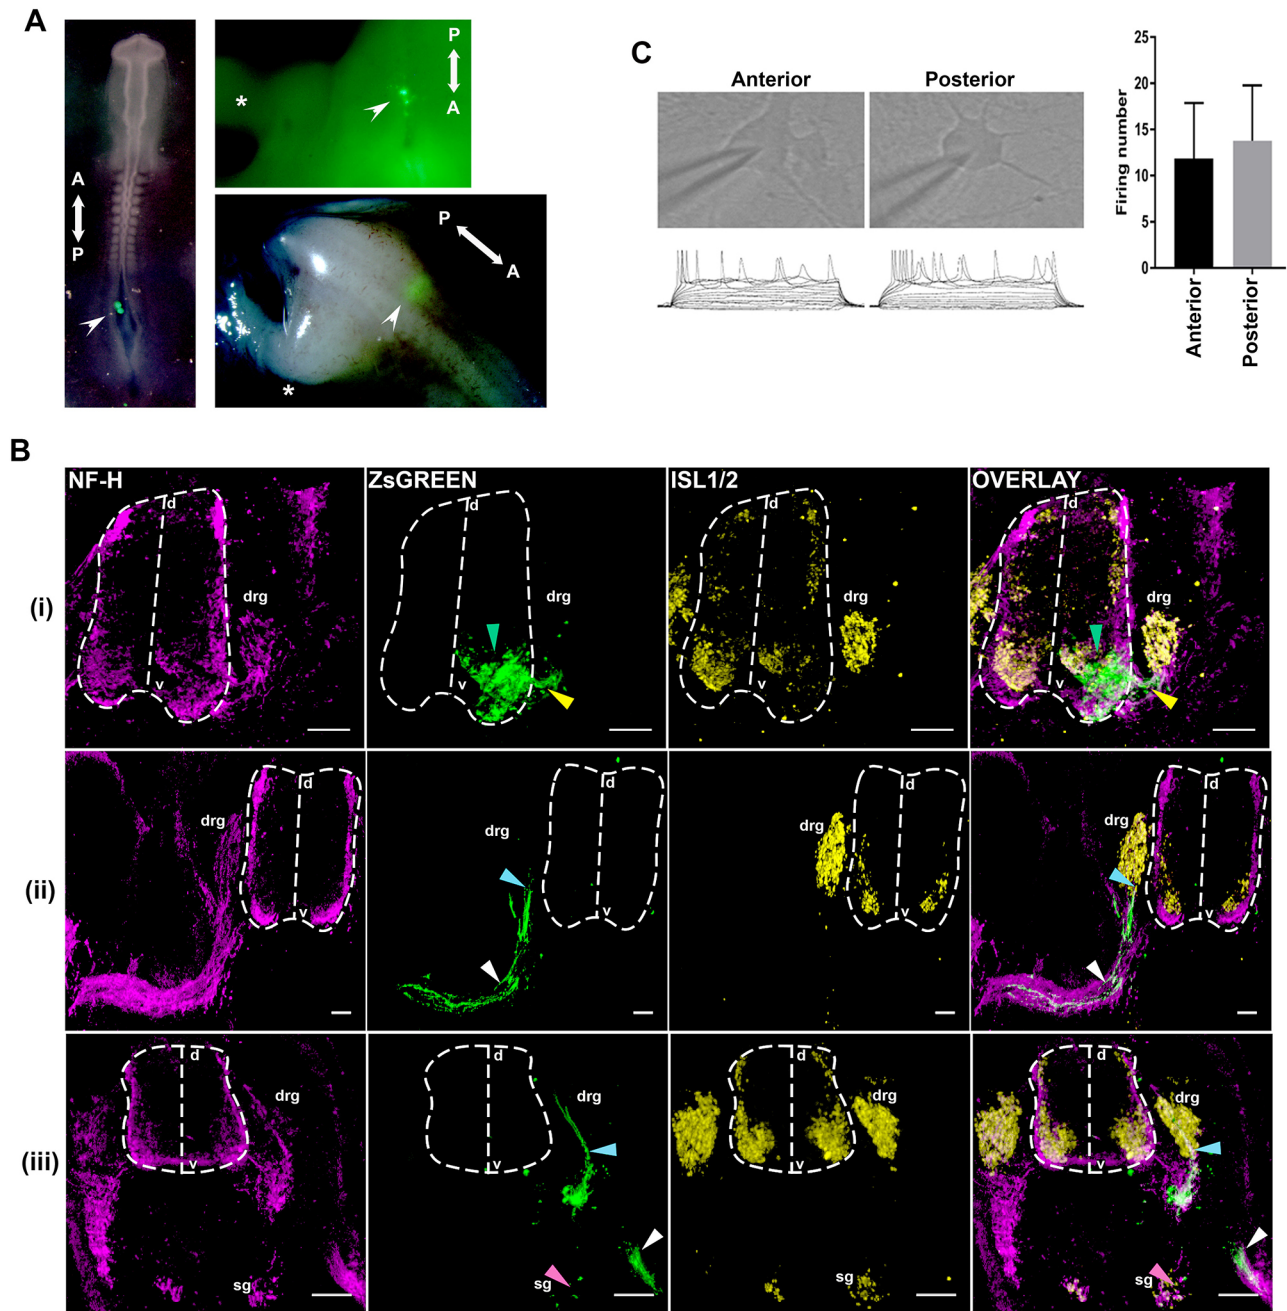 A
A
P
*
P
A
P
A
*
C
Anterior
Posterior
Firing number
25
20
15
10
5
0
Anterior
Posterior
B
NF-H
ZsGREEN
ISL1/2
OVERLAY
(i)
d
v
drg
d
v
drg
d
v
drg
d
v
drg
(ii)
drg
d
v
drg
d
v
drg
d
v
drg
d
v
(iii)
d
v
drg
sg
d
v
drg
sg
d
v
drg
sg
d
v
drg
sg